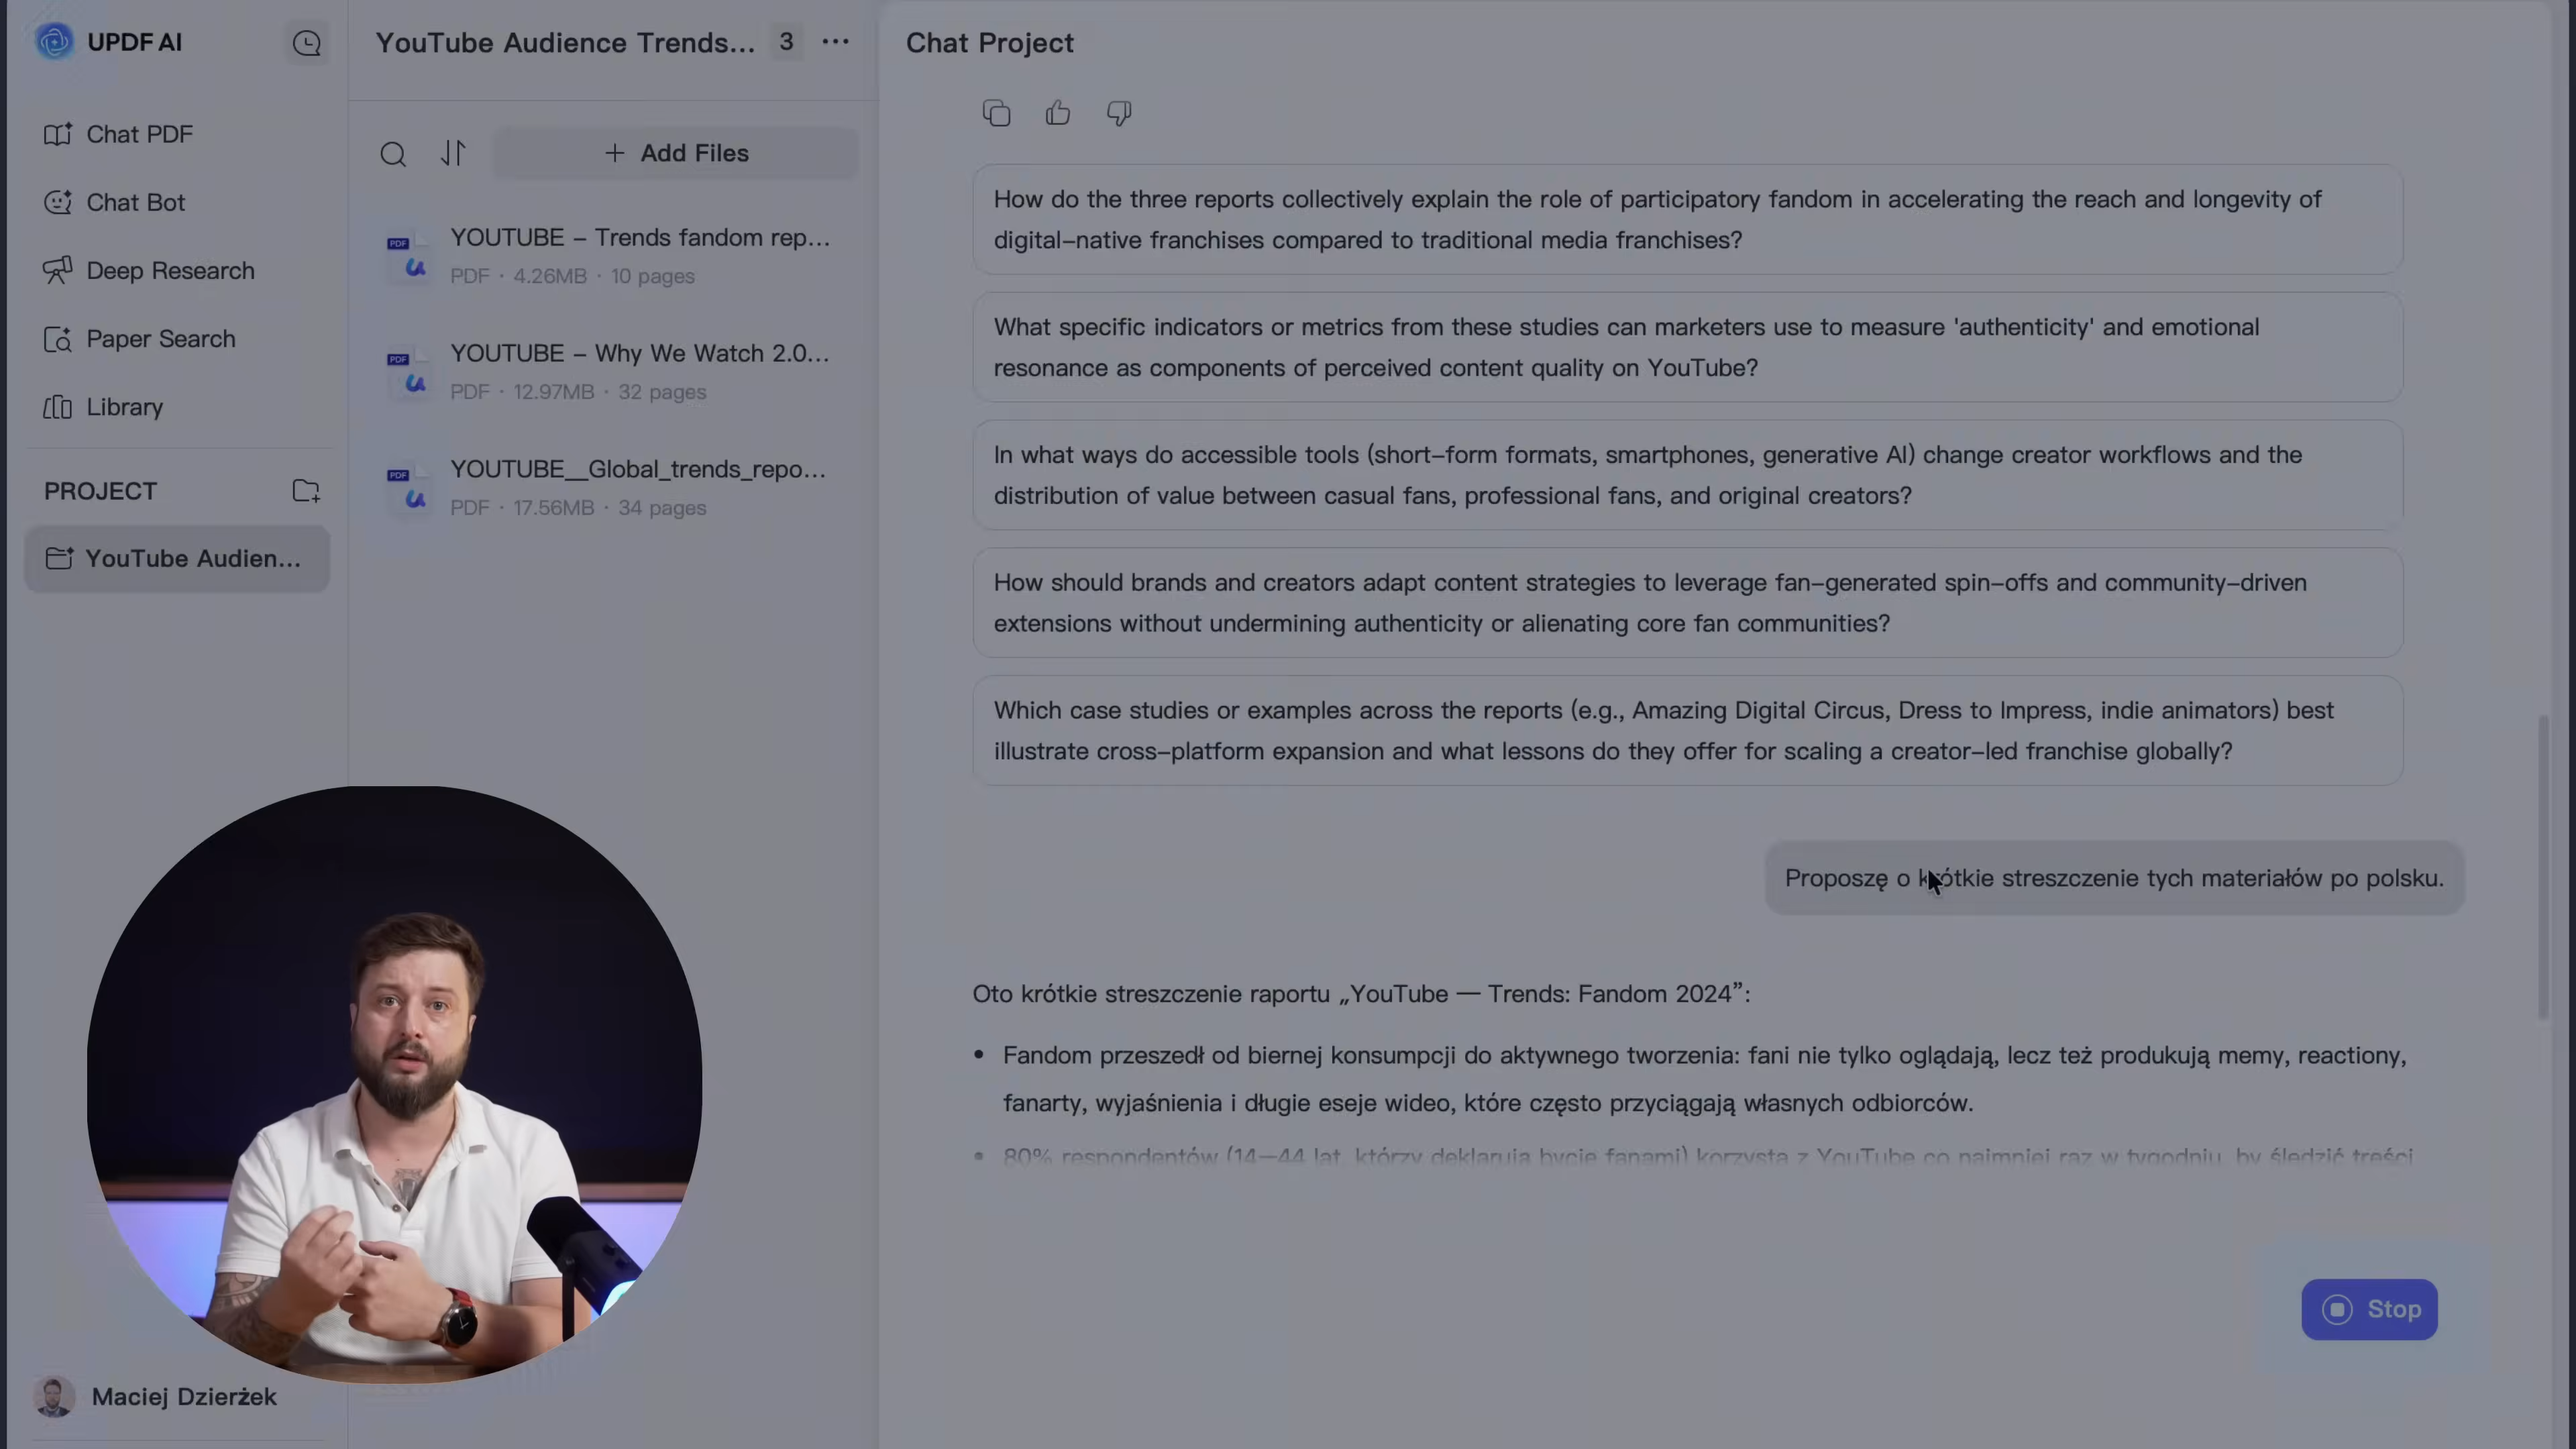 UPDF AI
Chat PDF
Chat Bot
Deep Research
Paper Search
Library
PROJECT
YouTube Audien...
Maciej Dzierżek
YouTube Audience Trends... 3
Add Files
PDF
YOUTUBE – Trends fandom rep...
PDF · 4.26MB · 10 pages
PDF
YOUTUBE – Why We Watch 2.0...
PDF · 12.97MB · 32 pages
PDF
YOUTUBE__Global_trends_repo...
PDF · 17.56MB · 34 pages
Chat Project
How do the three reports collectively explain the role of participatory fandom in accelerating the reach and longevity of
digital–native franchises compared to traditional media franchises?
What specific indicators or metrics from these studies can marketers use to measure 'authenticity' and emotional
resonance as components of perceived content quality on YouTube?
In what ways do accessible tools (short–form formats, smartphones, generative AI) change creator workflows and the
distribution of value between casual fans, professional fans, and original creators?
How should brands and creators adapt content strategies to leverage fan–generated spin–offs and community–driven
extensions without undermining authenticity or alienating core fan communities?
Which case studies or examples across the reports (e.g., Amazing Digital Circus, Dress to Impress, indie animators) best
illustrate cross–platform expansion and what lessons do they offer for scaling a creator–led franchise globally?
Proposzę o krótkie streszczenie tych materiałów po polsku.
Oto krótkie streszczenie raportu „YouTube — Trends: Fandom 2024”:
• Fandom przeszedł od biernej konsumpcji do aktywnego tworzenia: fani nie tylko oglądają, lecz też produkują memy, reactiony,
fanarty, wyjaśnienia i długie eseje wideo, które często przyciągają własnych odbiorców.
• 80% respondentów (14–44 lat, którzy deklarują bycie fanami) korzysta z YouTube co najmniej raz w tygodniu, by śledzić treści
Stop